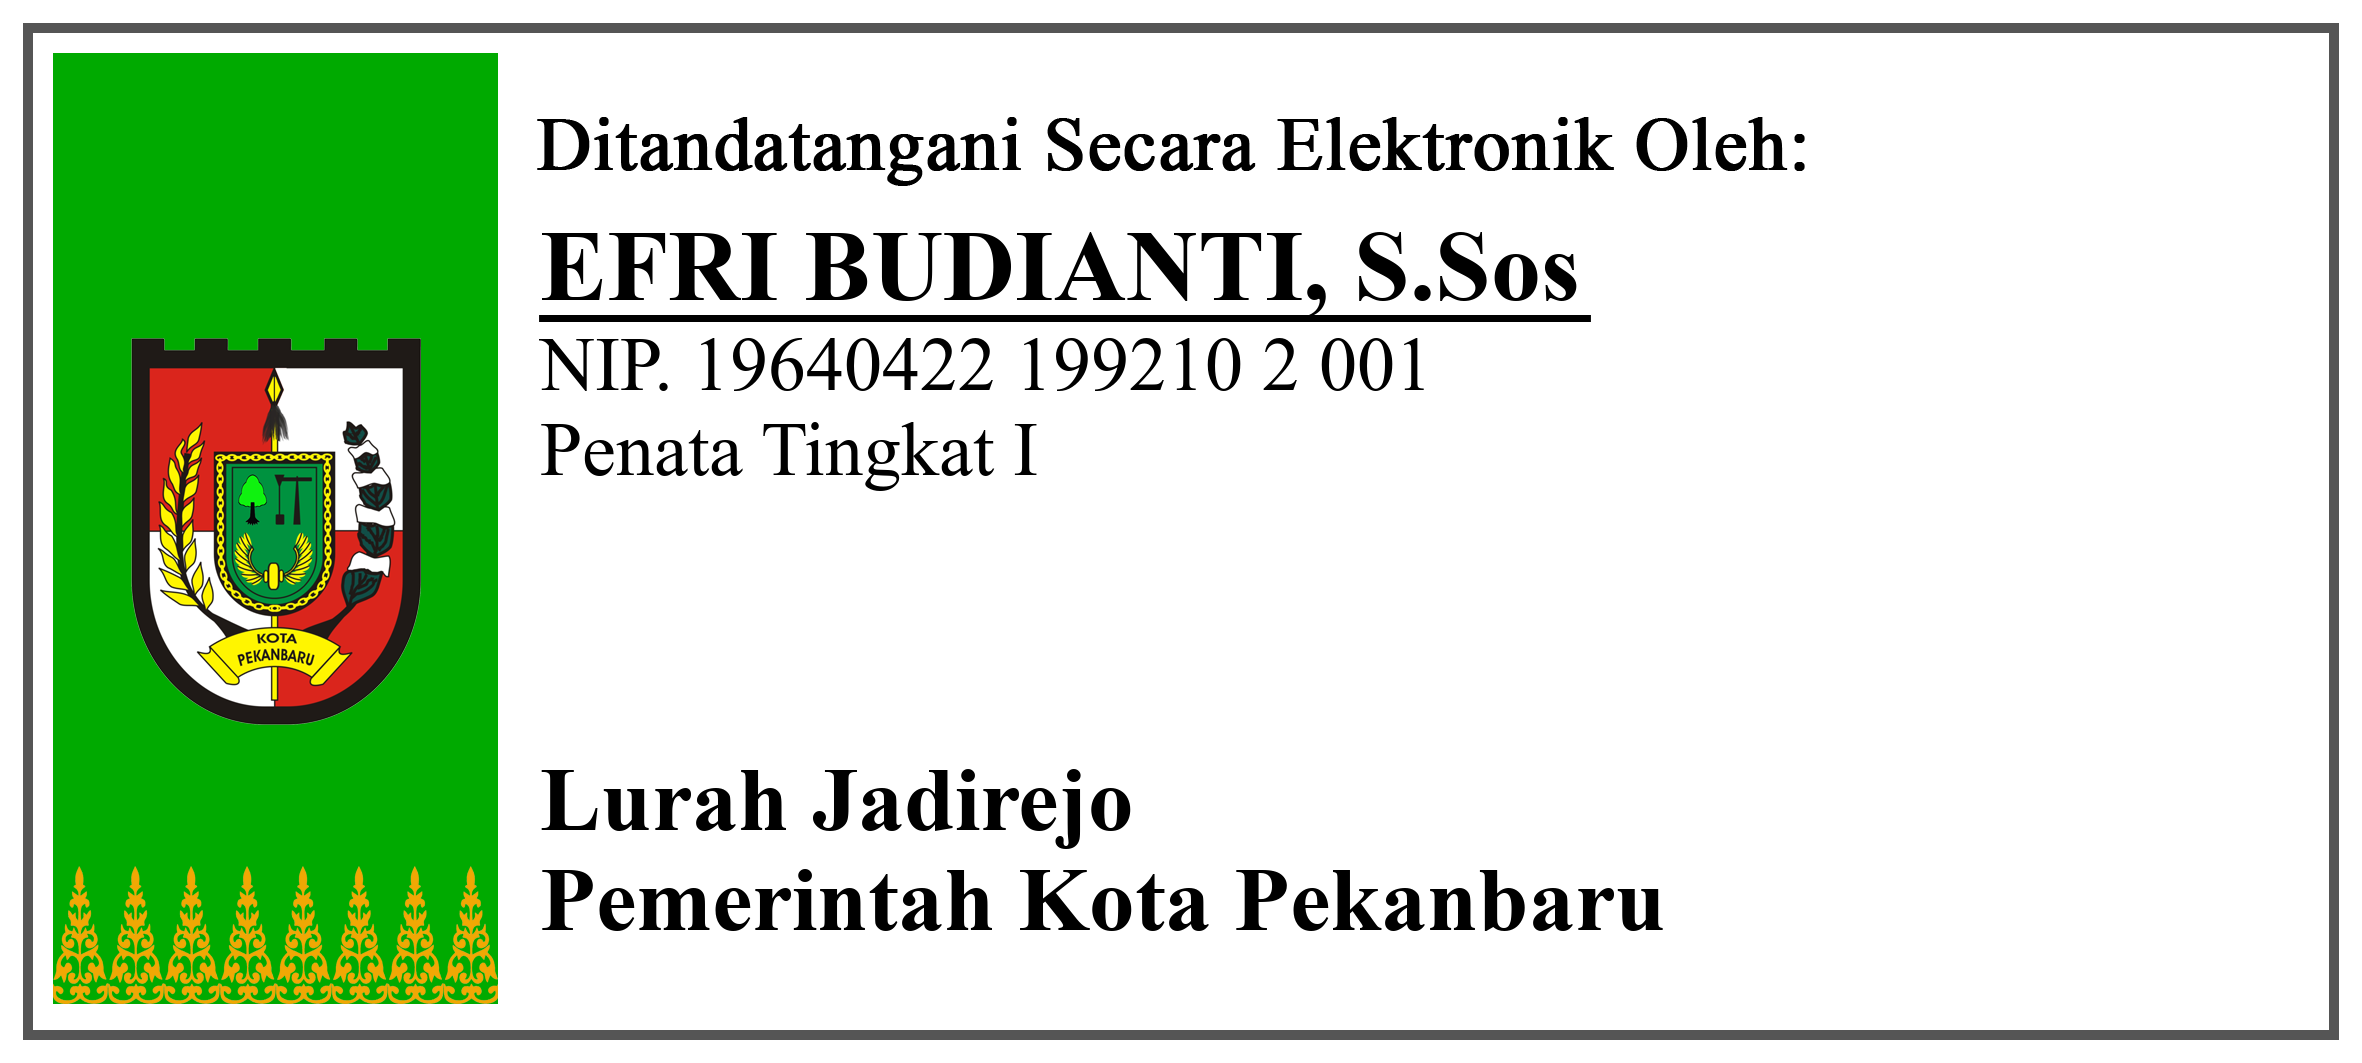 Ditandatangani Secara Elektronik Oleh:
EFRI BUDIANTI, S.Sos
NIP. 19640422 199210 2 001
Penata Tingkat I
KOTA
PEKANBARU
Lurah Jadirejo
Pemerintah Kota Pekanbaru